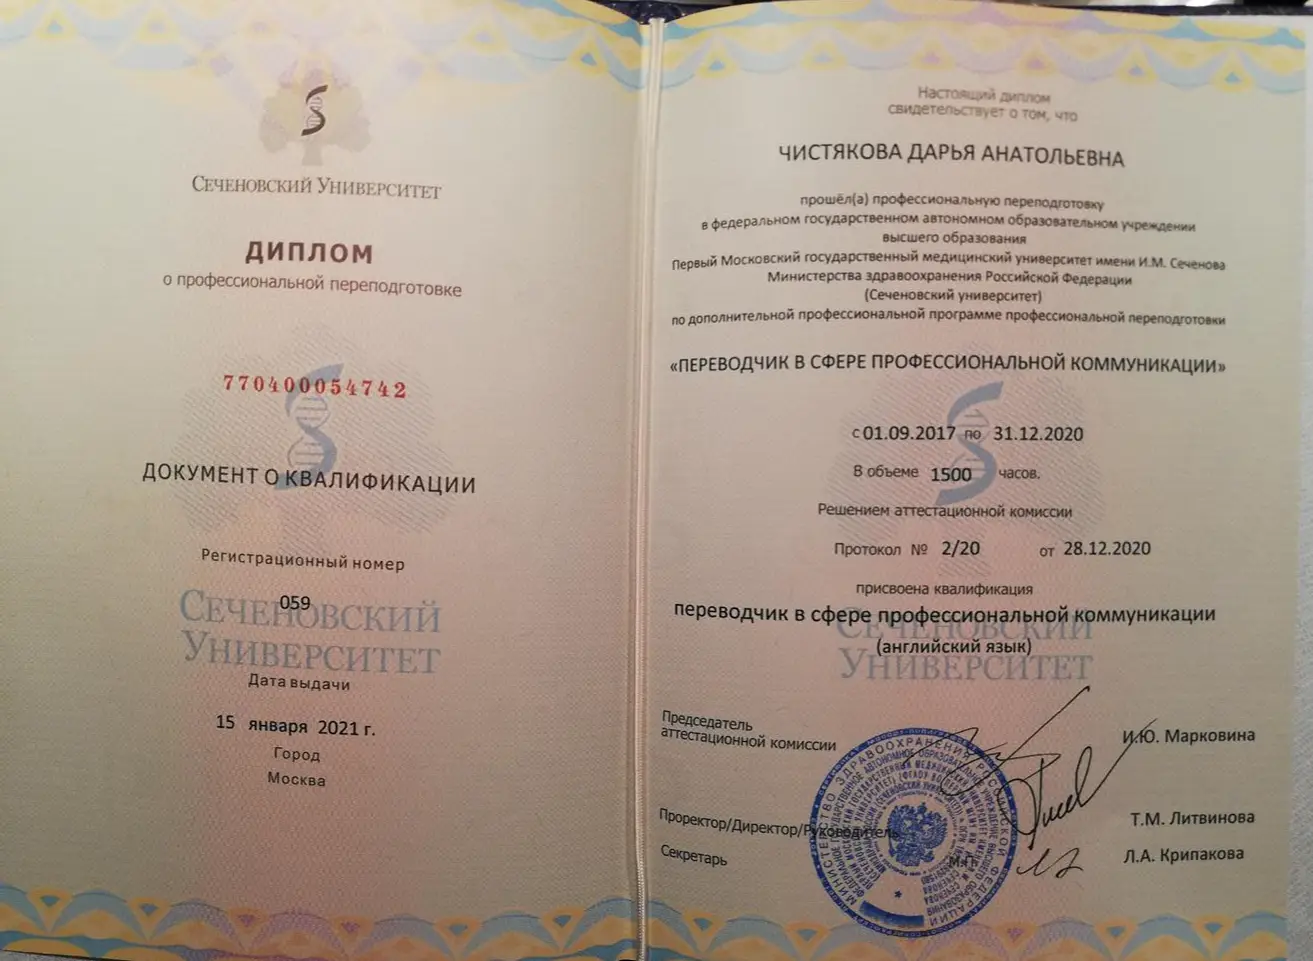 Сеченовский Университет
ДИПЛОМ
о профессиональной переподготовке
770400054742
ДОКУМЕНТ О КВАЛИФИКАЦИИ
Регистрационный номер
059
Сеченовский
Университет
Дата выдачи
15 января 2021 г.
Город
Москва
Настоящий диплом
свидетельствует о том, что
ЧИСТЯКОВА ДАРЬЯ АНАТОЛЬЕВНА
прошёл(а) профессиональную переподготовку
в федеральном государственном автономном образовательном учреждении
высшего образования
Первый Московский государственный медицинский университет имени И.М. Сеченова
Министерства здравоохранения Российской Федерации
(Сеченовский университет)
по дополнительной профессиональной программе профессиональной переподготовки
«ПЕРЕВОДЧИК В СФЕРЕ ПРОФЕССИОНАЛЬНОЙ КОММУНИКАЦИИ»
с 01.09.2017 по 31.12.2020
В объеме 1500 часов.
Решением аттестационной комиссии
Протокол № 2/20 от 28.12.2020
присвоена квалификация
переводчик в сфере профессиональной коммуникации
Сеченовский
(английский язык)
Университет
Председатель
аттестационной комиссии
И.Ю. Марковина
Проректор/Директор/Руководитель
Т.М. Литвинова
Секретарь
М.П.
Л.А. Крипакова
МИНИСТЕРСТВО ЗДРАВООХРАНЕНИЯ РОССИЙСКОЙ ФЕДЕРАЦИИ